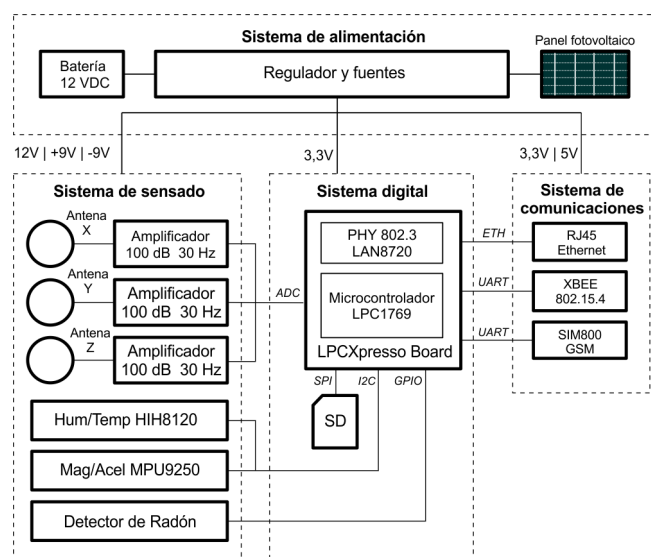 Sistema de alimentación
Panel fotovoltaico
Batería
12 VDC
Regulador y fuentes
12V | +9V | -9V
3,3V
3,3V | 5V
Sistema de sensado
Antena
X
Amplificador
100 dB 30 Hz
Antena
Y
Amplificador
100 dB 30 Hz
Antena
Z
Amplificador
100 dB 30 Hz
Hum/Temp HIH8120
Mag/Acel MPU9250
Detector de Radón
ADC
Sistema digital
PHY 802.3
LAN8720
Microcontrolador
LPC1769
LPCXpresso Board
SPI
I2C
GPIO
SD
ETH
UART
UART
Sistema de
comunicaciones
RJ45
Ethernet
XBEE
802.15.4
SIM800
GSM